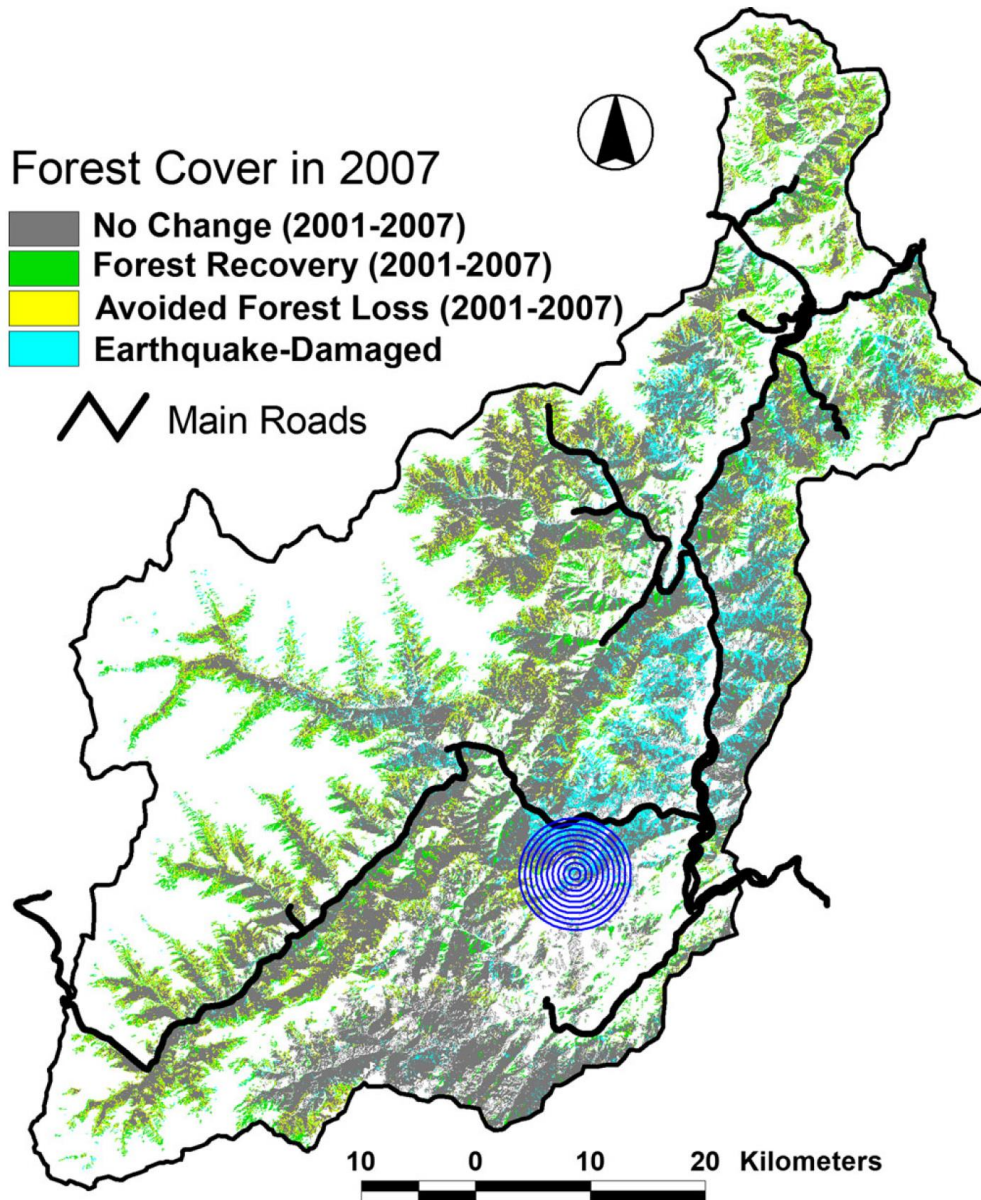 Forest Cover in 2007
No Change (2001-2007)
Forest Recovery (2001-2007)
Avoided Forest Loss (2001-2007)
Earthquake-Damaged
Main Roads
10 0 10 20 Kilometers